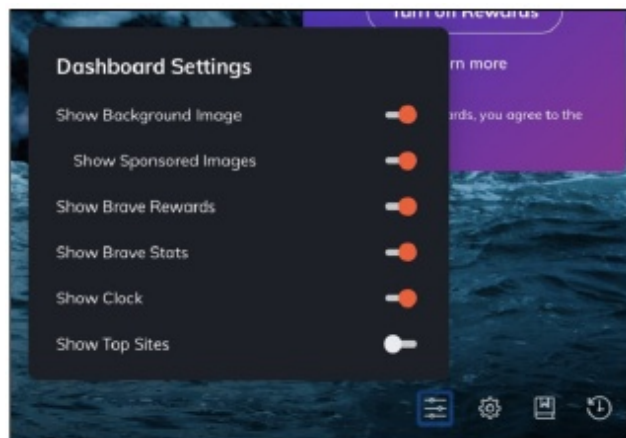 Turn on Rewards
Dashboard Settings
rn more
Show Background Image
ards, you agree to the
Show Sponsored Images
Show Brave Rewards
Show Brave Stats
Show Clock
Show Top Sites